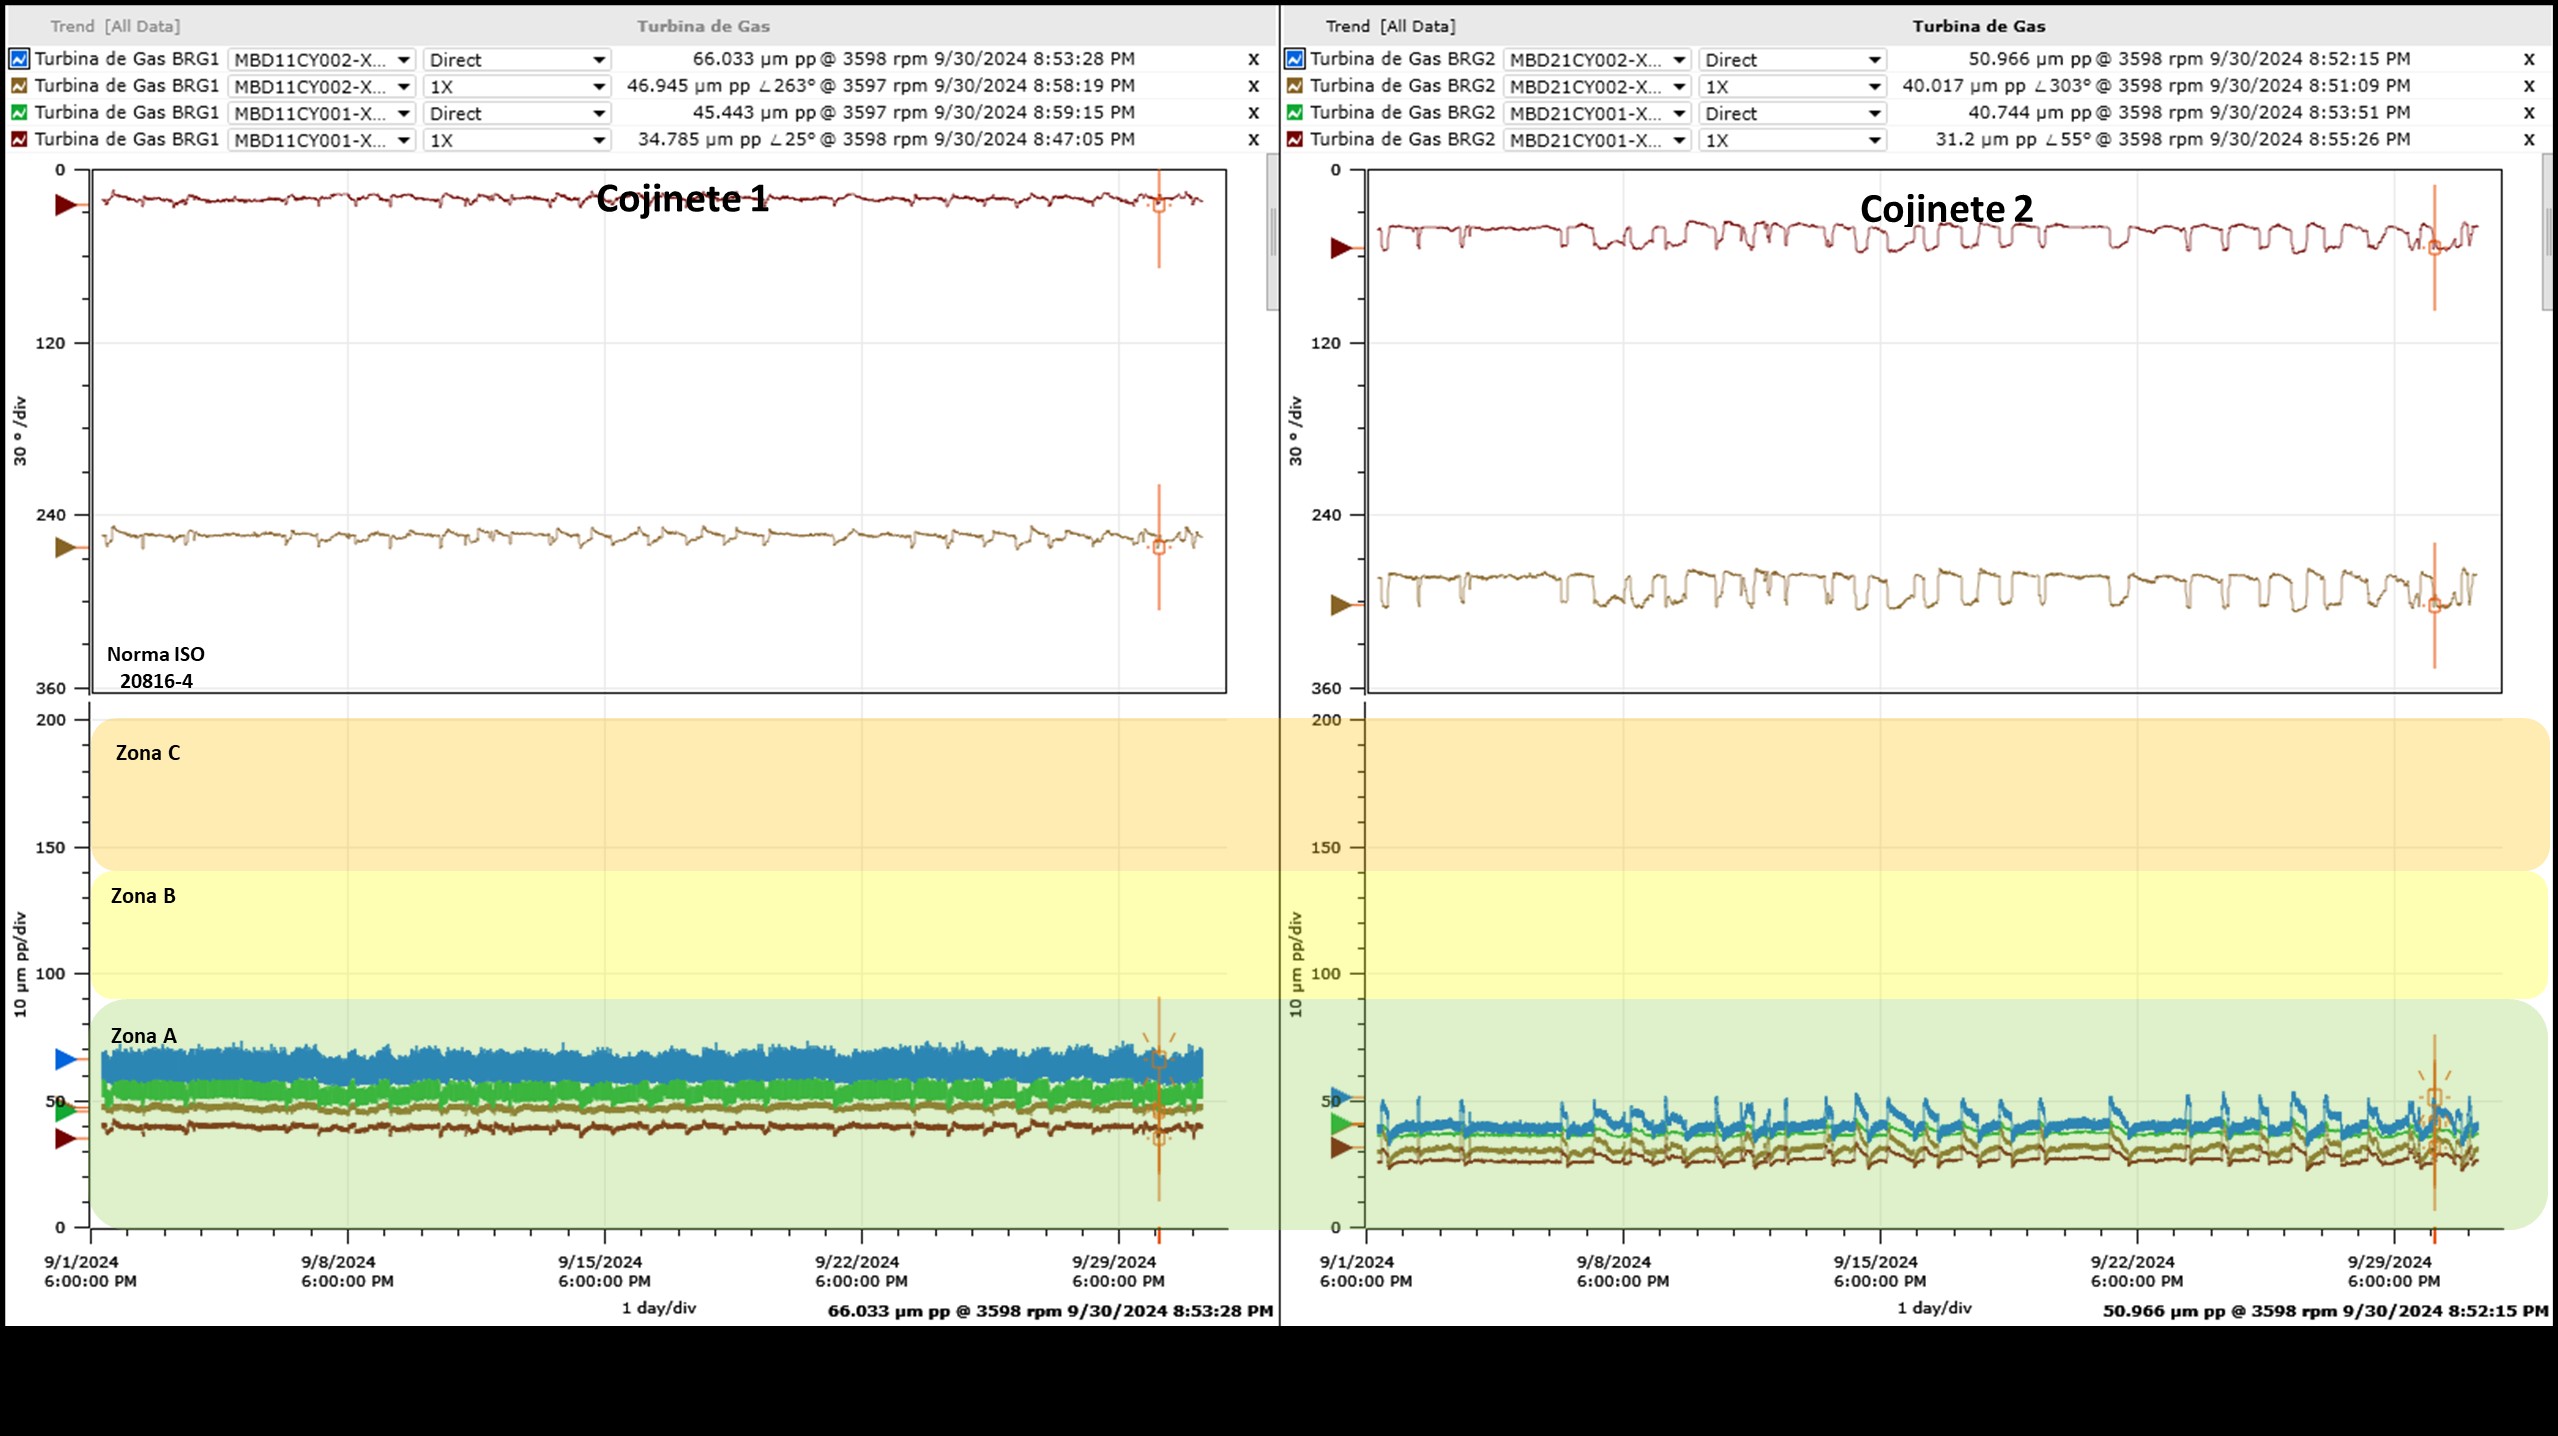 Trend [All Data] Turbina de Gas
Turbina de Gas BRG1 MBD11CY002-X... Direct 66.033 µm pp @ 3598 rpm 9/30/2024 8:53:28 PM X
Turbina de Gas BRG1 MBD11CY002-X... 1X 46.945 µm pp ∠263° @ 3597 rpm 9/30/2024 8:58:19 PM X
Turbina de Gas BRG1 MBD11CY001-X... Direct 45.443 µm pp @ 3597 rpm 9/30/2024 8:59:15 PM X
Turbina de Gas BRG1 MBD11CY001-X... 1X 34.785 µm pp ∠25° @ 3598 rpm 9/30/2024 8:47:05 PM X
0
Cojinete 1
120
30 ° /div
240
Norma ISO
20816-4
360
200
Zona C
150
Zona B
100
10 µm pp/div
Zona A
50
0
9/1/2024 9/8/2024 9/15/2024 9/22/2024 9/29/2024
6:00:00 PM 6:00:00 PM 6:00:00 PM 6:00:00 PM 6:00:00 PM
1 day/div 66.033 µm pp @ 3598 rpm 9/30/2024 8:53:28 PM
Trend [All Data] Turbina de Gas
Turbina de Gas BRG2 MBD21CY002-X... Direct 50.966 µm pp @ 3598 rpm 9/30/2024 8:52:15 PM X
Turbina de Gas BRG2 MBD21CY002-X... 1X 40.017 µm pp ∠303° @ 3598 rpm 9/30/2024 8:51:09 PM X
Turbina de Gas BRG2 MBD21CY001-X... Direct 40.744 µm pp @ 3598 rpm 9/30/2024 8:53:51 PM X
Turbina de Gas BRG2 MBD21CY001-X... 1X 31.2 µm pp ∠55° @ 3598 rpm 9/30/2024 8:55:26 PM X
0
Cojinete 2
120
30 ° /div
240
360
200
150
100
10 µm pp/div
50
0
9/1/2024 9/8/2024 9/15/2024 9/22/2024 9/29/2024
6:00:00 PM 6:00:00 PM 6:00:00 PM 6:00:00 PM 6:00:00 PM
1 day/div 50.966 µm pp @ 3598 rpm 9/30/2024 8:52:15 PM